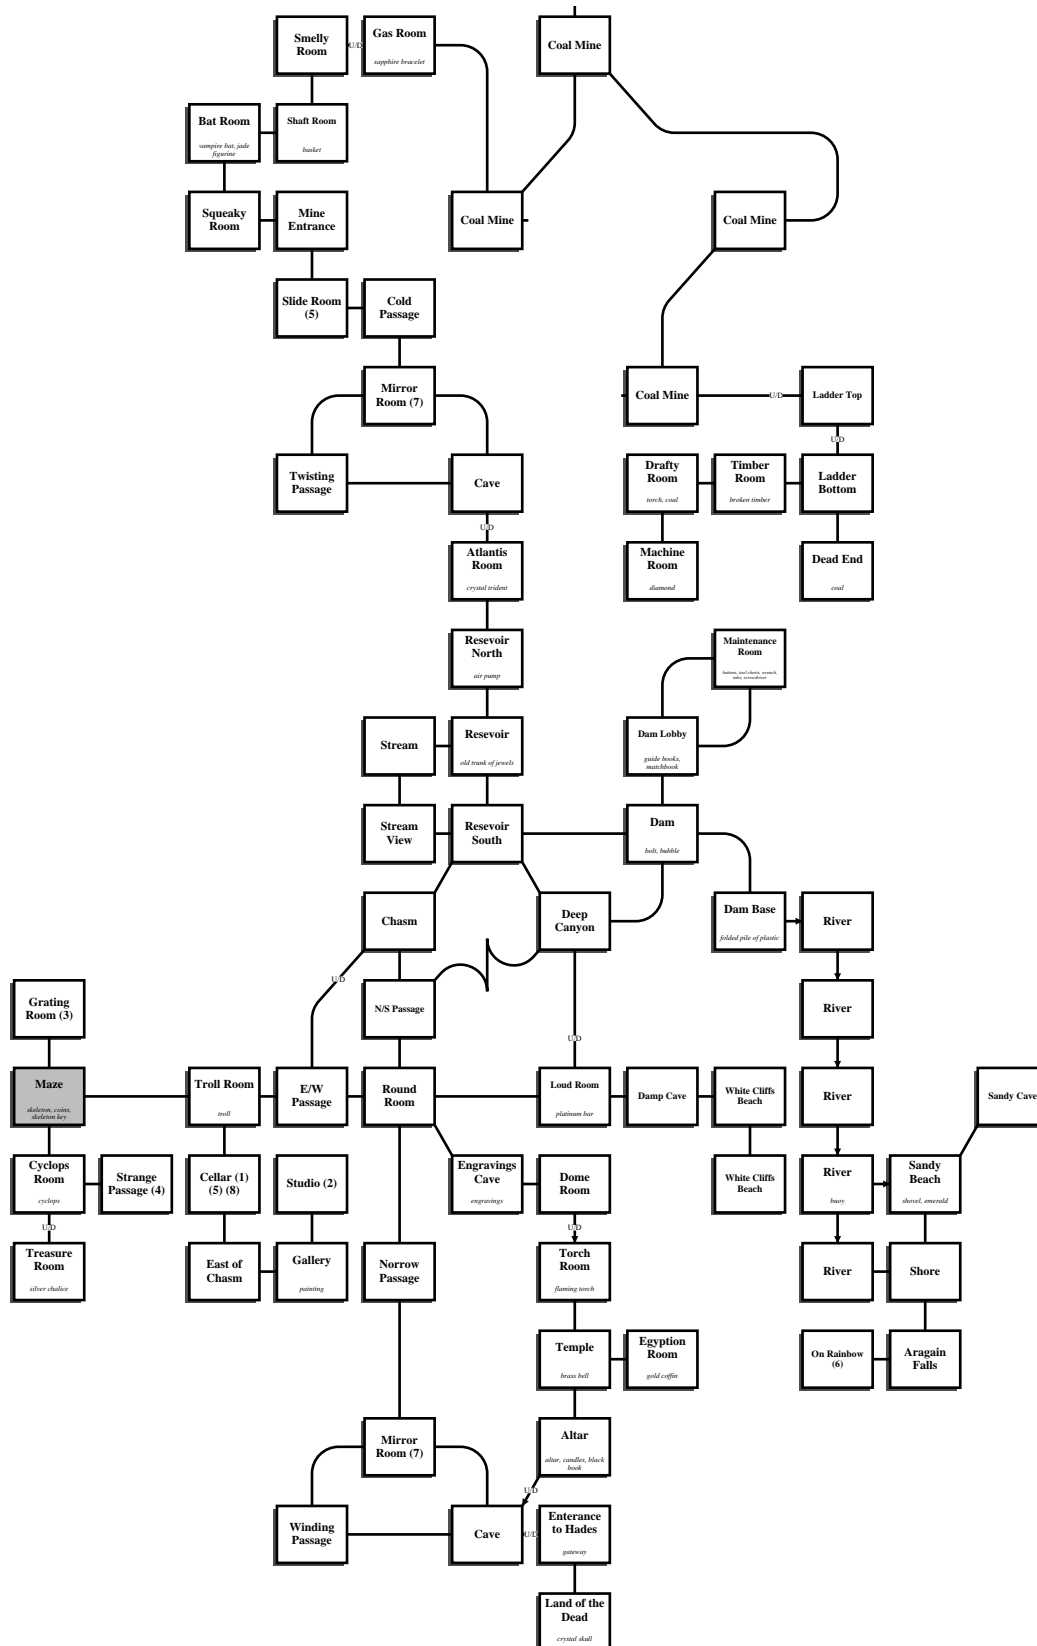 Smelly
Room
U/D
Gas Room
sapphire bracelet
Coal Mine
Bat Room
vampire bat, jade
figurine
Shaft Room
basket
Squeaky
Room
Mine
Entrance
Coal Mine
Coal Mine
Slide Room
(5)
Cold
Passage
Mirror
Room (7)
Coal Mine
U/D
Ladder Top
U/D
Twisting
Passage
Cave
Drafty
Room
torch, coal
Timber
Room
broken timber
Ladder
Bottom
U/D
Atlantis
Room
crystal trident
Machine
Room
diamond
Dead End
coal
Resevoir
North
air pump
Maintenance
Room
buttons, tool chests, wrench,
tube, screwdriver
Stream
Resevoir
old trunk of jewels
Dam Lobby
guide books,
matchbook
Stream
View
Resevoir
South
Dam
bolt, bubble
Chasm
Deep
Canyon
Dam Base
folded pile of plastic
River
U/D
Grating
Room (3)
N/S Passage
River
U/D
Maze
skeleton, coins,
skeleton key
Troll Room
troll
E/W
Passage
Round
Room
Loud Room
platinum bar
Damp Cave
White Cliffs
Beach
River
Sandy Cave
Cyclops
Room
cyclops
Strange
Passage (4)
Cellar (1)
(5) (8)
Studio (2)
Engravings
Cave
engravings
Dome
Room
White Cliffs
Beach
River
buoy
Sandy
Beach
shovel, emerald
U/D
U/D
Treasure
Room
silver chalice
East of
Chasm
Gallery
painting
Norrow
Passage
Torch
Room
flaming torch
River
Shore
Temple
brass bell
Egyption
Room
gold coffin
On Rainbow
(6)
Aragain
Falls
Mirror
Room (7)
Altar
altar, candles, black
book
U/D
Winding
Passage
Cave
U/D
Enterance
to Hades
gateway
Land of the
Dead
crystal skull